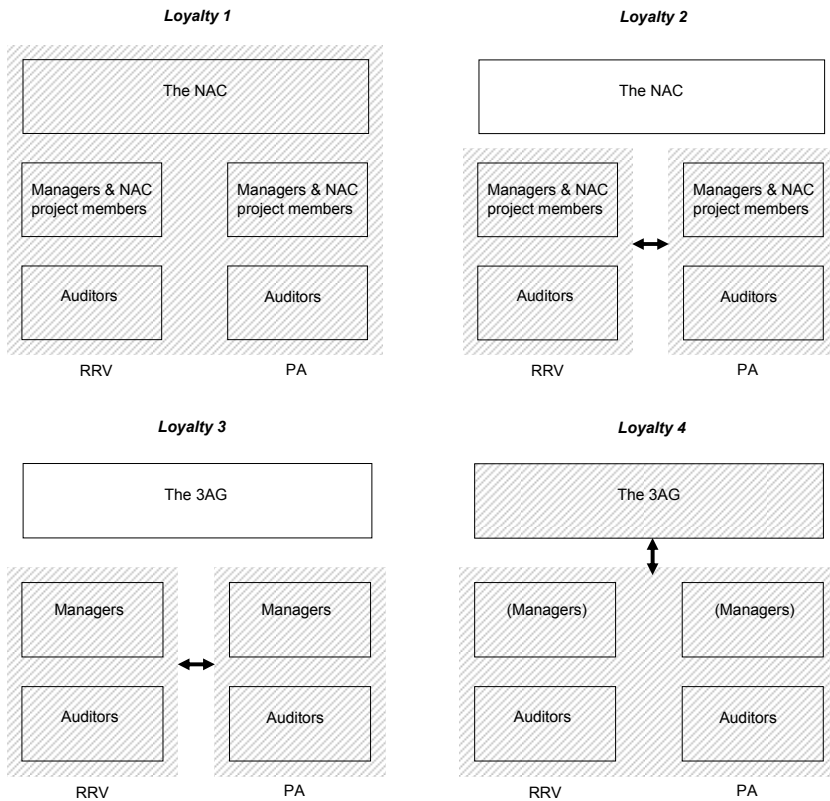 Loyalty 1
The NAC
Managers & NAC
project members
Managers & NAC
project members
Auditors
Auditors
RRV
PA
Loyalty 2
The NAC
Managers & NAC
project members
Managers & NAC
project members
Auditors
Auditors
RRV
PA
Loyalty 3
The 3AG
Managers
Managers
Auditors
Auditors
RRV
PA
Loyalty 4
The 3AG
(Managers)
(Managers)
Auditors
Auditors
RRV
PA